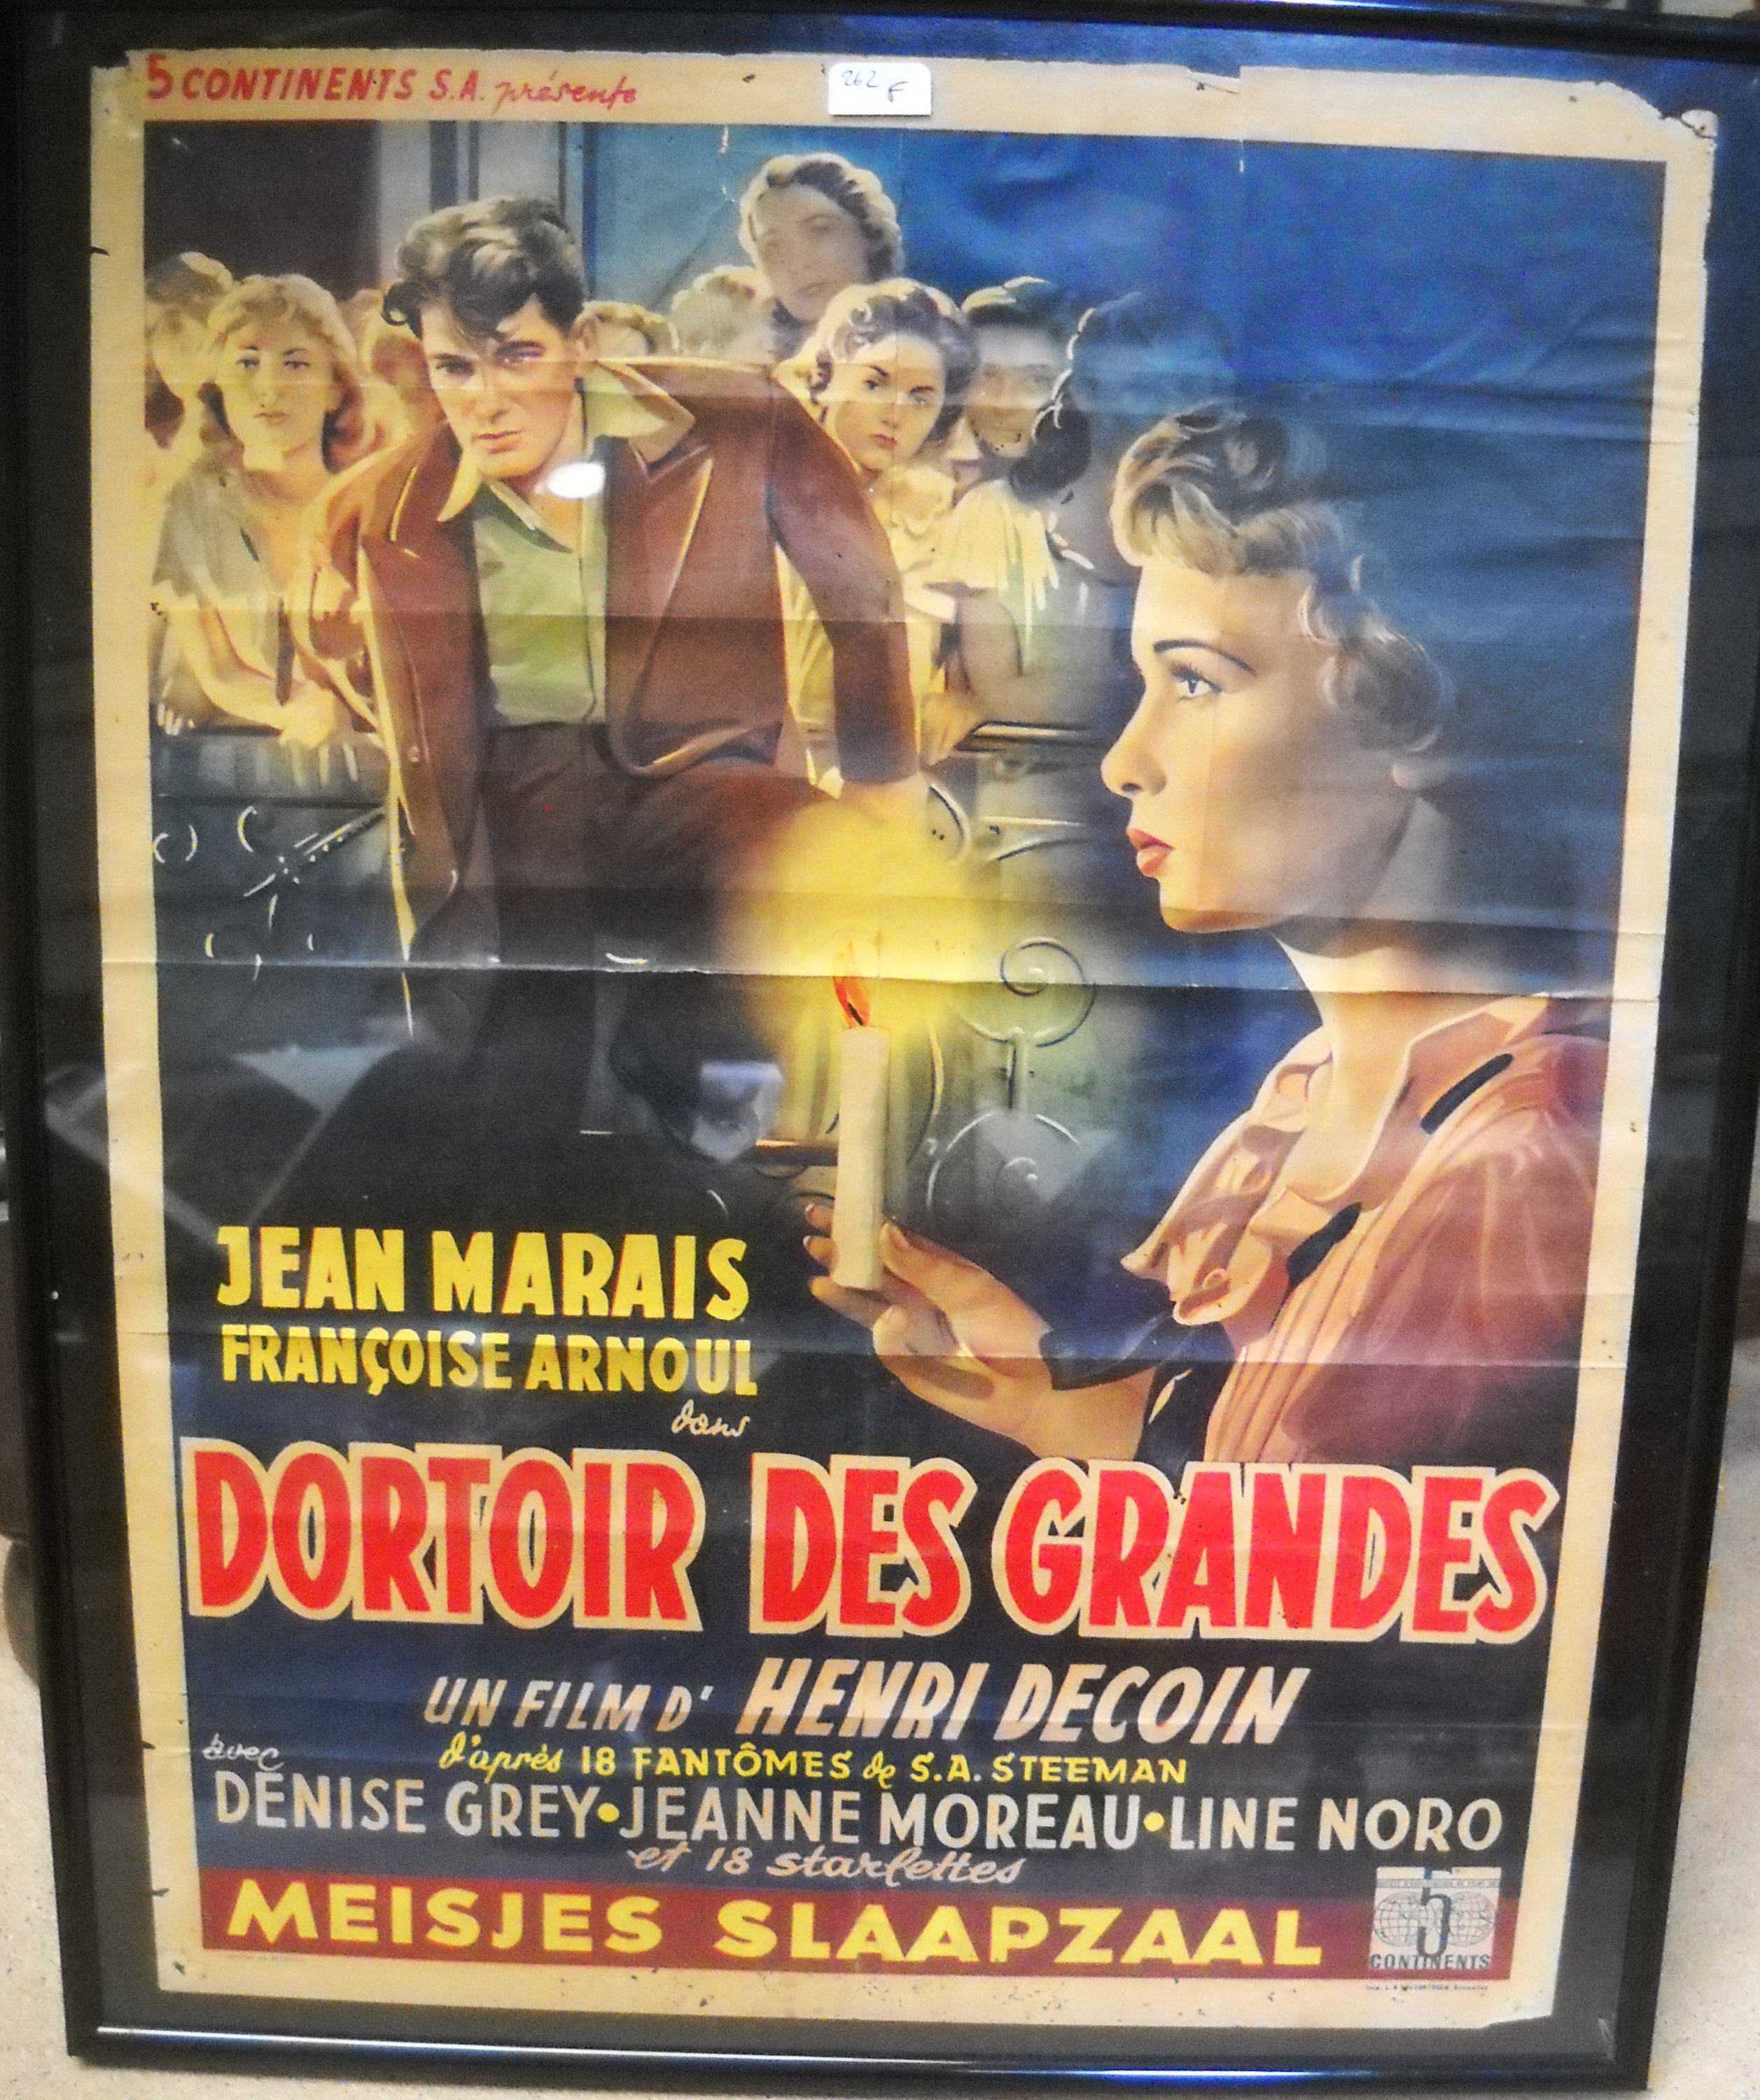 5 CONTINENTS S.A. présente
262 F
JEAN MARAIS
FRANÇOISE ARNOUL
dans
DORTOIR DES GRANDES
UN FILM D' HENRI DECOIN
avec
d'après 18 FANTÔMES de S.A. STEEMAN
DENISE GREY•JEANNE MOREAU•LINE NORO
et 18 starlettes
MEISJES SLAAPZAAL
5
CONTINENTS